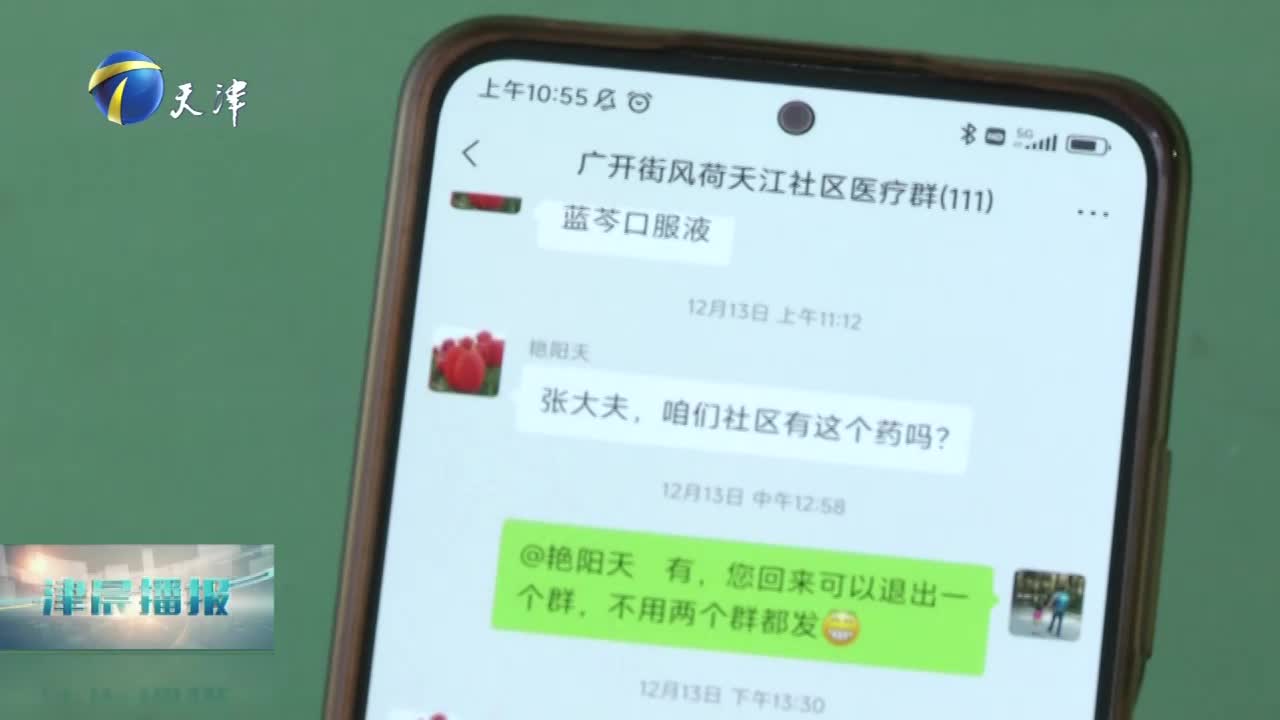 天津
上午10:55
5G
广开街风荷天江社区医疗群(111)
蓝芩口服液
12月13日 上午11:12
艳阳天
张大夫，咱们社区有这个药吗？
12月13日 中午12:58
@艳阳天 有，您回来可以退出一
个群，不用两个群都发😁
12月13日 下午13:30
津晨播报